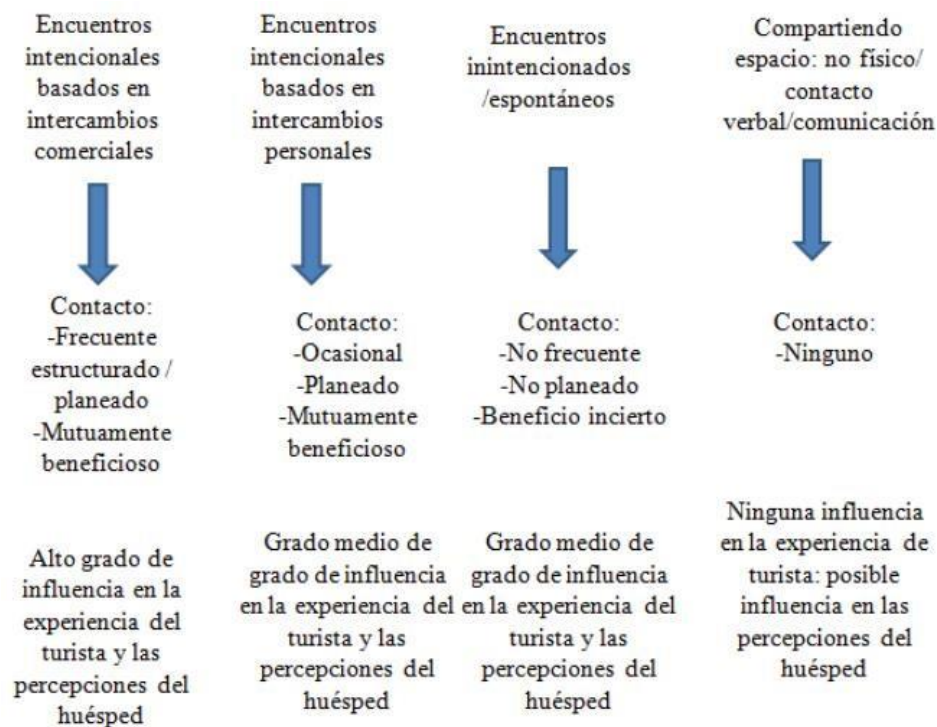 Encuentros
intencionales
basados en
intercambios
comerciales
Encuentros
intencionales
basados en
intercambios
personales
Encuentros
inintencionados
/espontáneos
Compartiendo
espacio: no físico/
contacto
verbal/comunicación
Contacto:
-Frecuente
estructurado /
planeado
-Mutuamente
beneficioso
Contacto:
-Ocasional
-Planeado
-Mutuamente
beneficioso
Contacto:
-No frecuente
-No planeado
-Beneficio incierto
Contacto:
-Ninguno
Alto grado de
influencia en la
experiencia del
turista y las
percepciones del
huésped
Grado medio de
grado de influencia
en la experiencia del
turista y las
percepciones del
huésped
Grado medio de
grado de influencia
en la experiencia del
turista y las
percepciones del
huésped
Ninguna influencia
en la experiencia de
turista: posible
influencia en las
percepciones del
huésped